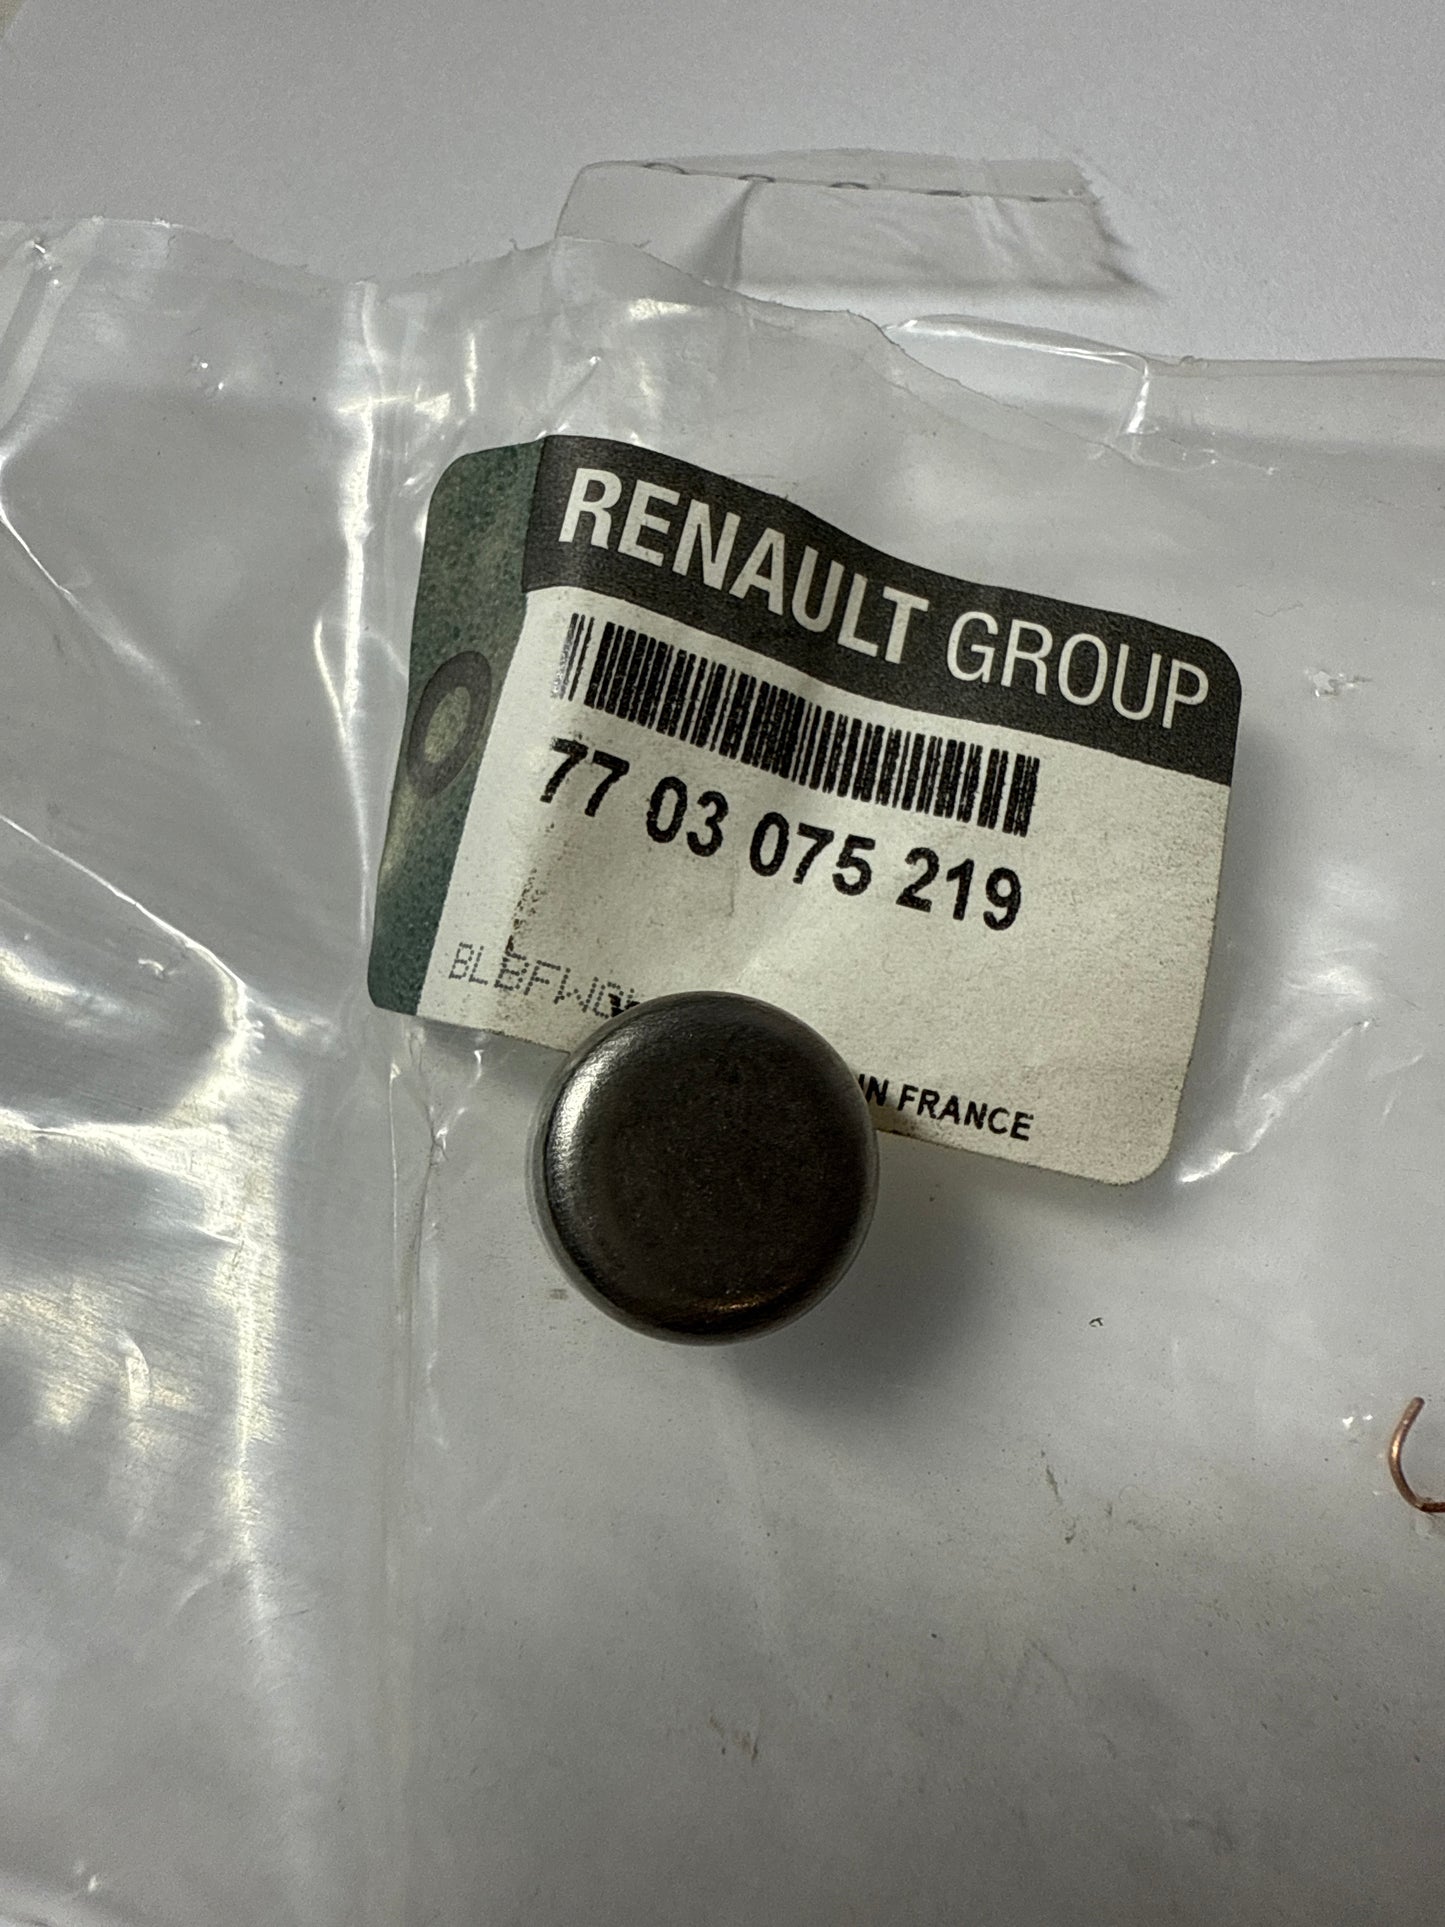 RENAULT GROUP
77 03 075 219
IN FRANCE